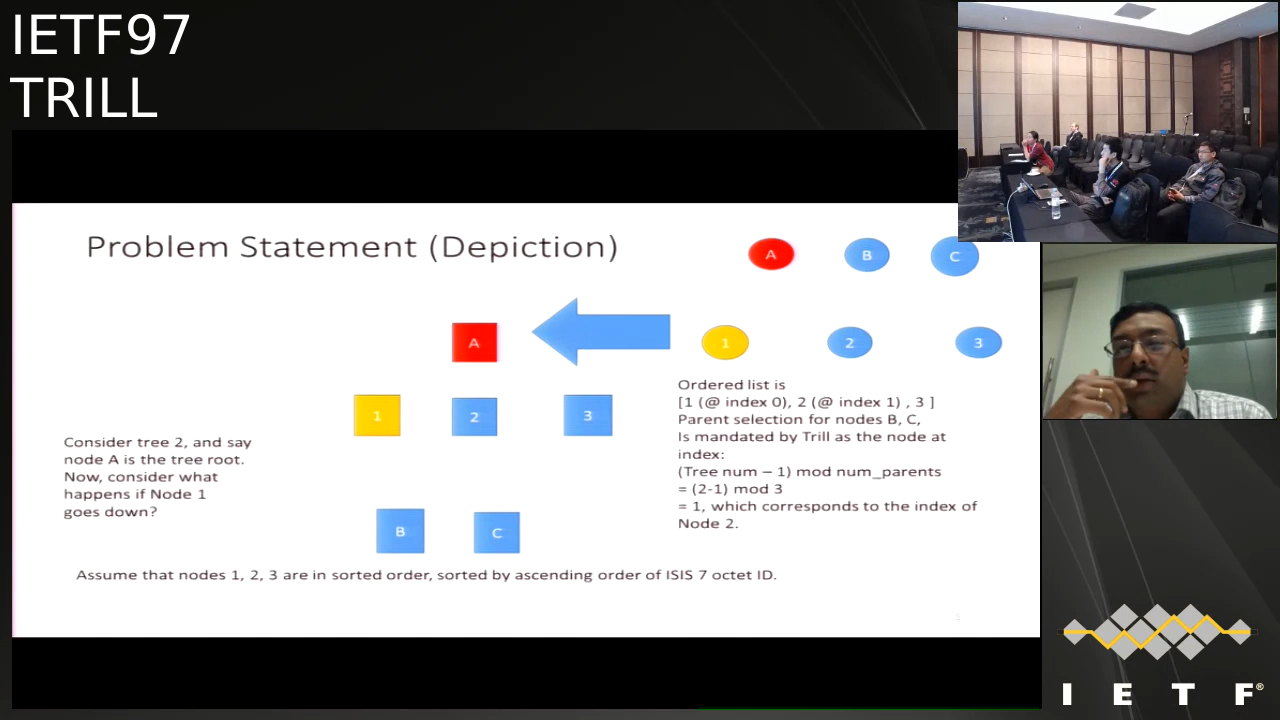 IETF97
TRILL
Problem Statement (Depiction)
A
B
C
A
1
2
3
1
2
3
Ordered list is
[1 (@ index 0), 2 (@ index 1) , 3 ]
Parent selection for nodes B, C,
Is mandated by Trill as the node at
index:
(Tree num – 1) mod num_parents
= (2-1) mod 3
= 1, which corresponds to the index of
Node 2.
Consider tree 2, and say
node A is the tree root.
Now, consider what
happens if Node 1
goes down?
B
C
Assume that nodes 1, 2, 3 are in sorted order, sorted by ascending order of ISIS 7 octet ID.
I E T F®